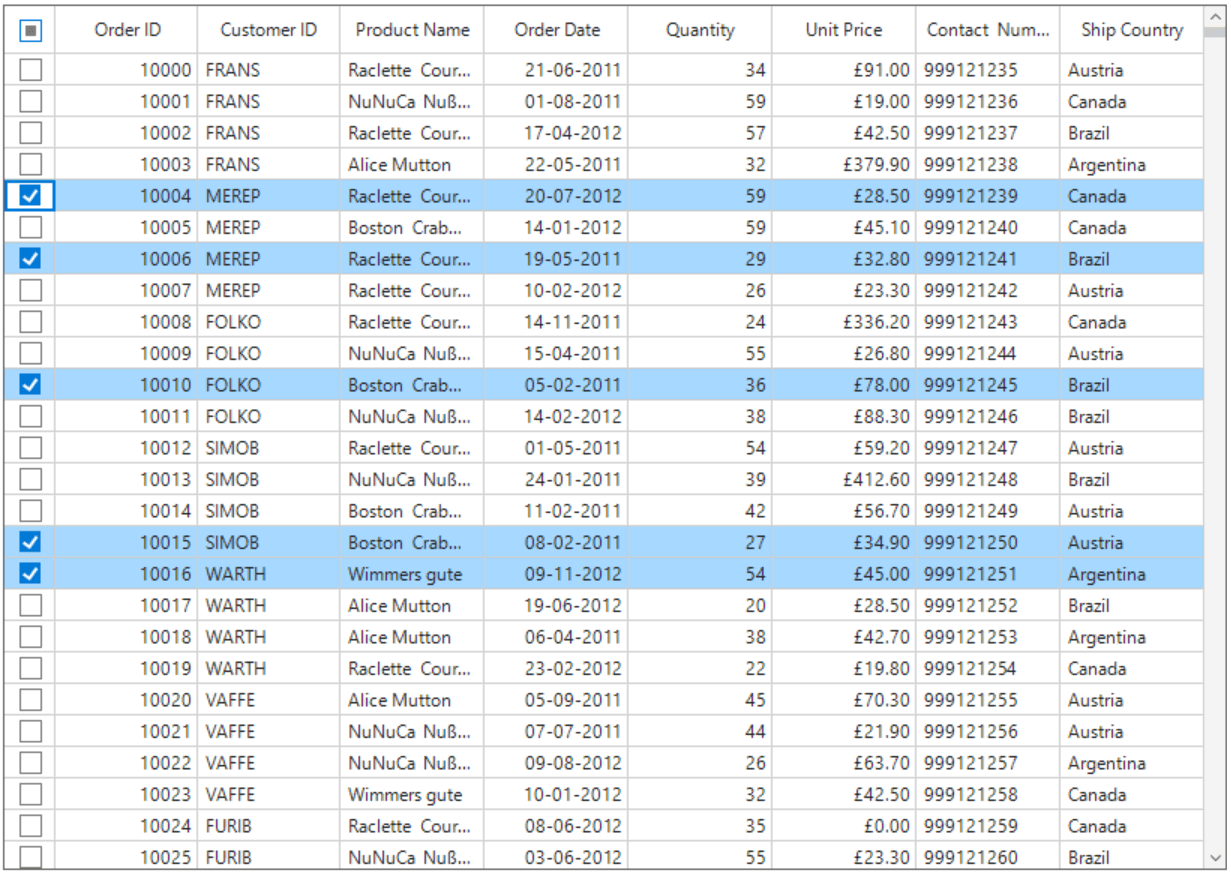 Order ID Customer ID Product Name Order Date Quantity Unit Price Contact Num... Ship Country
10000 FRANS Raclette Cour... 21-06-2011 34 £91.00 999121235 Austria
10001 FRANS NuNuCa Nuß... 01-08-2011 59 £19.00 999121236 Canada
10002 FRANS Raclette Cour... 17-04-2012 57 £42.50 999121237 Brazil
10003 FRANS Alice Mutton 22-05-2011 32 £379.90 999121238 Argentina
10004 MEREP Raclette Cour... 20-07-2012 59 £28.50 999121239 Canada
10005 MEREP Boston Crab... 14-01-2012 59 £45.10 999121240 Canada
10006 MEREP Raclette Cour... 19-05-2011 29 £32.80 999121241 Brazil
10007 MEREP Raclette Cour... 10-02-2012 26 £23.30 999121242 Austria
10008 FOLKO Raclette Cour... 14-11-2011 24 £336.20 999121243 Canada
10009 FOLKO NuNuCa Nuß... 15-04-2011 55 £26.80 999121244 Austria
10010 FOLKO Boston Crab... 05-02-2011 36 £78.00 999121245 Brazil
10011 FOLKO NuNuCa Nuß... 14-02-2012 38 £88.30 999121246 Brazil
10012 SIMOB Raclette Cour... 01-05-2011 54 £59.20 999121247 Austria
10013 SIMOB NuNuCa Nuß... 24-01-2011 39 £412.60 999121248 Brazil
10014 SIMOB Boston Crab... 11-02-2011 42 £56.70 999121249 Austria
10015 SIMOB Boston Crab... 08-02-2011 27 £34.90 999121250 Austria
10016 WARTH Wimmers gute 09-11-2012 54 £45.00 999121251 Argentina
10017 WARTH Alice Mutton 19-06-2012 20 £28.50 999121252 Brazil
10018 WARTH Alice Mutton 06-04-2011 38 £42.70 999121253 Argentina
10019 WARTH Raclette Cour... 23-02-2012 22 £19.80 999121254 Canada
10020 VAFFE Alice Mutton 05-09-2011 45 £70.30 999121255 Austria
10021 VAFFE NuNuCa Nuß... 07-07-2011 44 £21.90 999121256 Austria
10022 VAFFE NuNuCa Nuß... 09-08-2012 26 £63.70 999121257 Argentina
10023 VAFFE Wimmers gute 10-01-2012 32 £42.50 999121258 Canada
10024 FURIB Raclette Cour... 08-06-2012 35 £0.00 999121259 Canada
10025 FURIB NuNuCa Nuß... 03-06-2012 55 £23.30 999121260 Brazil